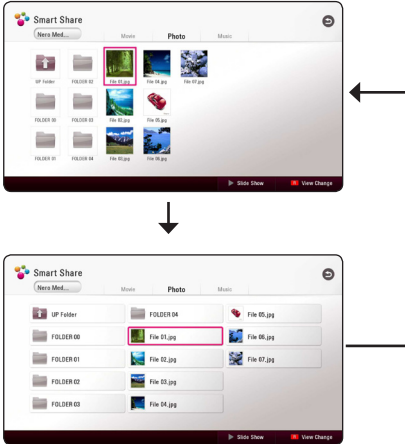 Smart Share
Nero Med...
Movie Photo Music
UP Folder FOLDER 02 File 01.jpg File 04.jpg File 07.jpg
FOLDER 00 FOLDER 03 File 02.jpg File 05.jpg
FOLDER 01 FOLDER 04 File 03.jpg File 06.jpg
Slide Show View Change
Smart Share
Nero Med...
Movie Photo Music
UP Folder FOLDER 04 File 05.jpg
FOLDER 00 File 01.jpg File 06.jpg
FOLDER 01 File 02.jpg File 07.jpg
FOLDER 02 File 03.jpg
FOLDER 03 File 04.jpg
Slide Show View Change